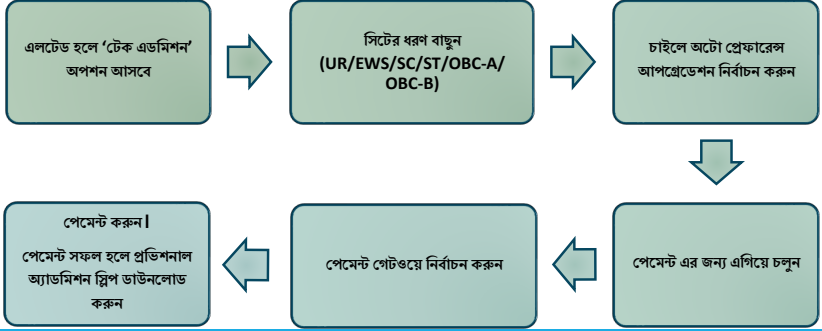 এলটেড হলে ‘টেক এডমিশন’
অপশন আসবে
সিটের ধরণ বাছুন
(UR/EWS/SC/ST/OBC-A/
OBC-B)
চাইলে অটো প্রেফারেন্স
আপগ্রেডেশন নির্বাচন করুন
পেমেন্ট এর জন্য এগিয়ে চলুন
পেমেন্ট গেটওয়ে নির্বাচন করুন
পেমেন্ট করুন।
পেমেন্ট সফল হলে প্রভিশনাল
অ্যাডমিশন স্লিপ ডাউনলোড
করুন